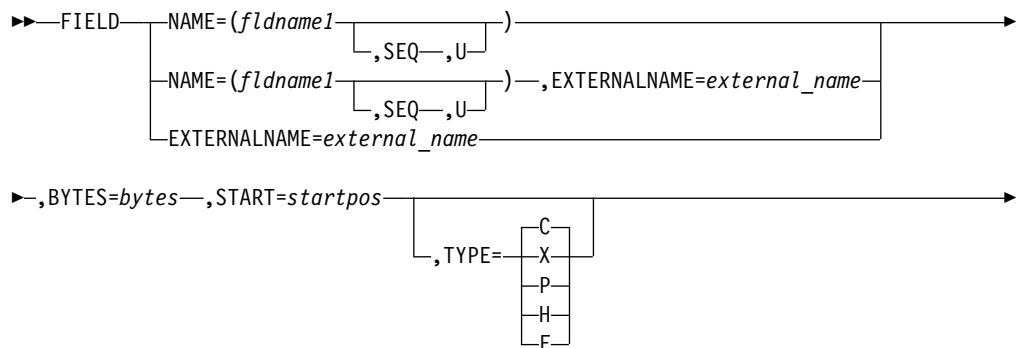 FIELD NAME=(fldname1 ,SEQ ,U )
NAME=(fldname1 ,SEQ ,U ) ,EXTERNALNAME=external_name
EXTERNALNAME=external_name
,BYTES=bytes ,START=startpos ,TYPE= C
X
P
H
F